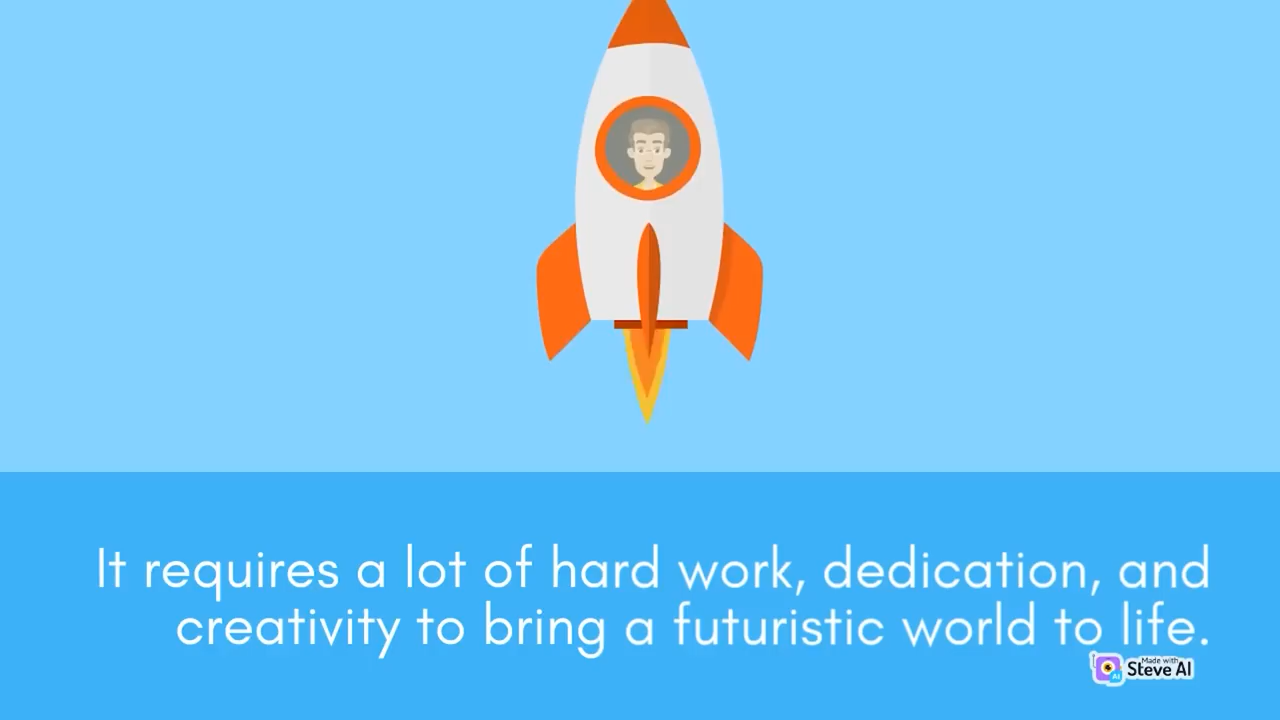 It requires a lot of hard work, dedication, and
creativity to bring a futuristic world to life.
Made with
Steve AI
AI